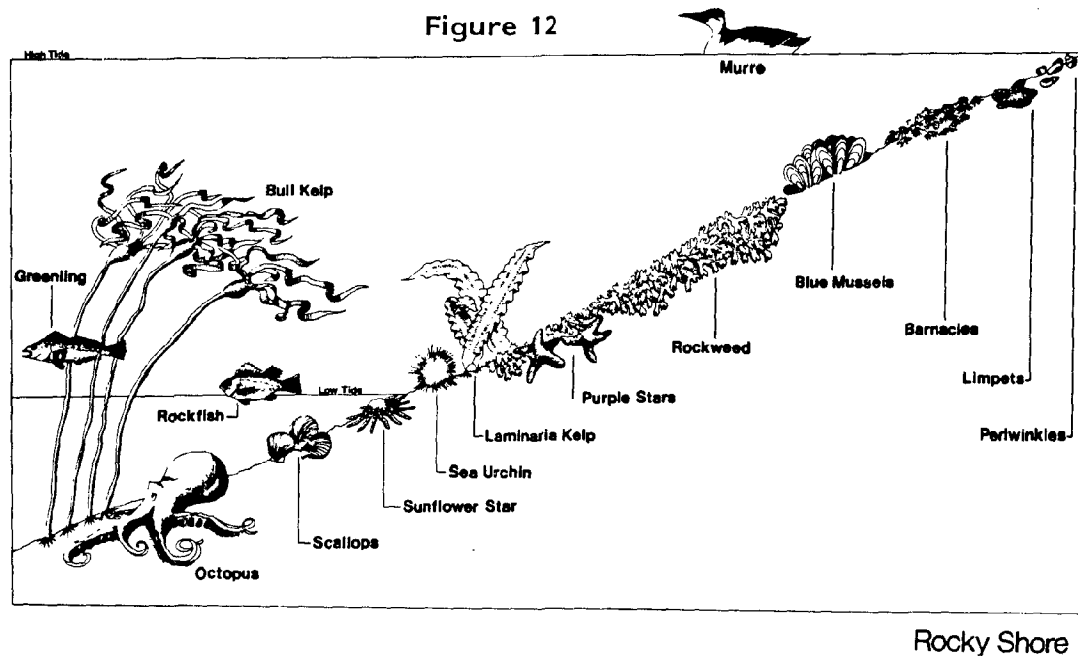 Figure 12
High Tide
Murre
Bull Kelp
Greenling
Blue Mussels
Barnacles
Rockweed
Limpets
Low Tide
Purple Stars
Rockfish
Laminaria Kelp
Periwinkles
Sea Urchin
Sunflower Star
Scallops
Octopus
Rocky Shore